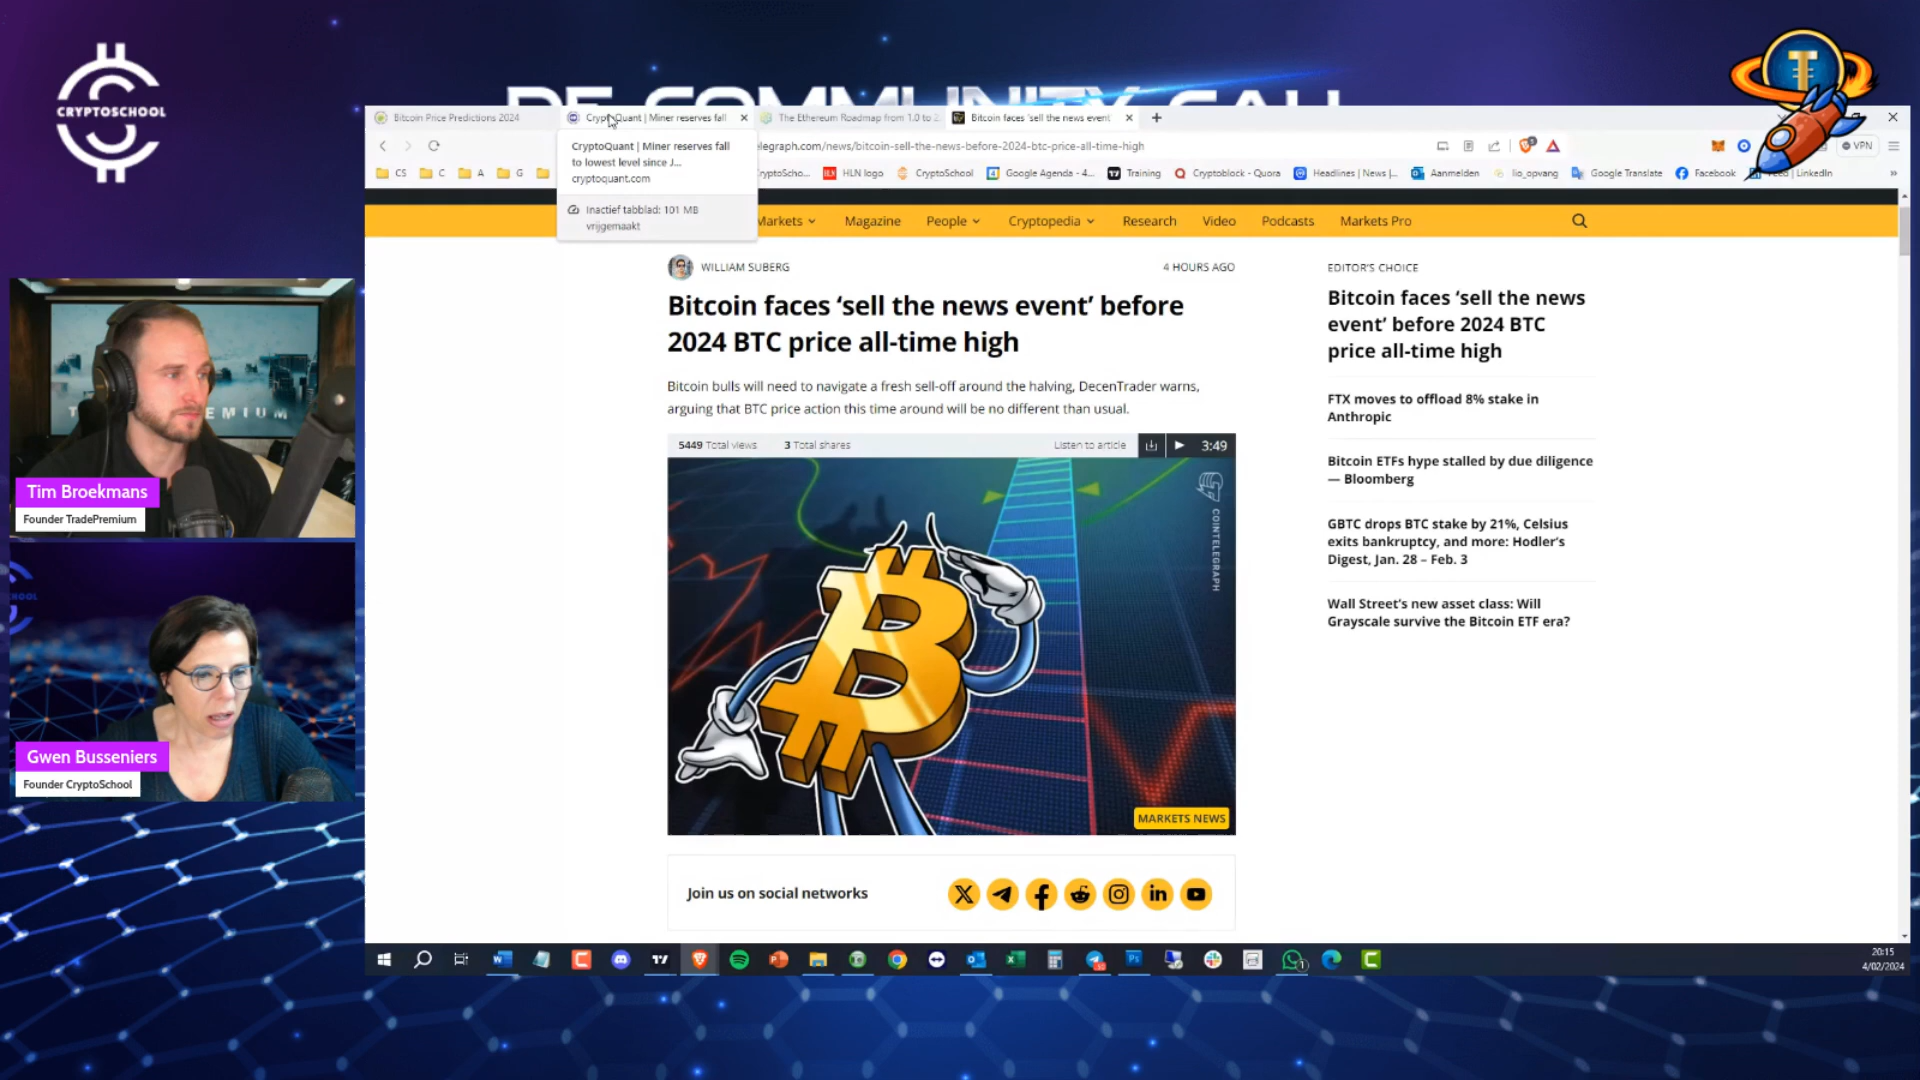 CRYPTOSCHOOL
DE COMMUNITY CALL
Bitcoin Price Predictions 2024
CryptoQuant | Miner reserves fall
The Ethereum Roadmap from 1.0 to 2
Bitcoin faces 'sell the news event'
CryptoQuant | Miner reserves fall
to lowest level since J...
cryptoquant.com
Inactief tabblad: 101 MB
vrijgemaakt
elegraph.com/news/bitcoin-sell-the-news-before-2024-btc-price-all-time-high
VPN
CS
C
A
G
CryptoScho...
HLN logo
CryptoSchool
Google Agenda - 4...
Training
Cryptoblock - Quora
Headlines | News |...
Aanmelden
lio_opvang
Google Translate
Facebook
Feed | LinkedIn
Markets
Magazine
People
Cryptopedia
Research
Video
Podcasts
Markets Pro
WILLIAM SUBERG
4 HOURS AGO
Bitcoin faces ‘sell the news event’ before
2024 BTC price all-time high
Bitcoin bulls will need to navigate a fresh sell-off around the halving, DecenTrader warns,
arguing that BTC price action this time around will be no different than usual.
5449 Total views
3 Total shares
Listen to article
3:49
COINTELEGRAPH
MARKETS NEWS
Join us on social networks
EDITOR’S CHOICE
Bitcoin faces ‘sell the news
event’ before 2024 BTC
price all-time high
FTX moves to offload 8% stake in
Anthropic
Bitcoin ETFs hype stalled by due diligence
— Bloomberg
GBTC drops BTC stake by 21%, Celsius
exits bankruptcy, and more: Hodler’s
Digest, Jan. 28 – Feb. 3
Wall Street’s new asset class: Will
Grayscale survive the Bitcoin ETF era?
Tim Broekmans
Founder TradePremium
Gwen Busseniers
Founder CryptoSchool
20:15
4/02/2024